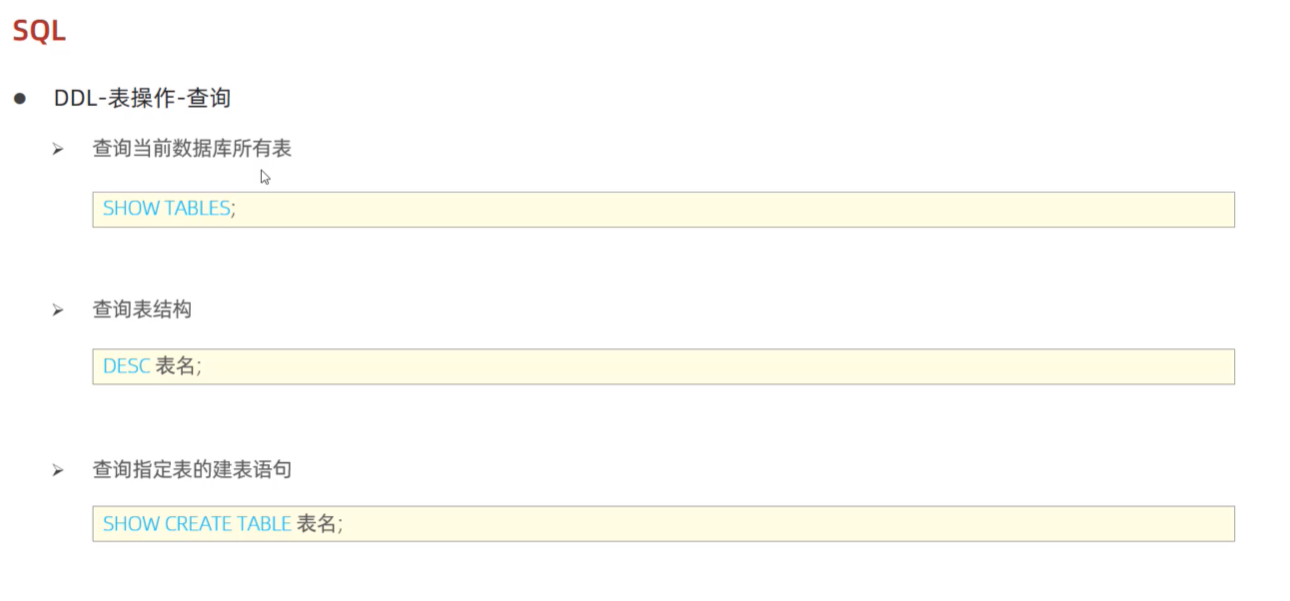 SQL
DDL-表操作-查询
查询当前数据库所有表
SHOW TABLES;
查询表结构
DESC 表名;
查询指定表的建表语句
SHOW CREATE TABLE 表名;